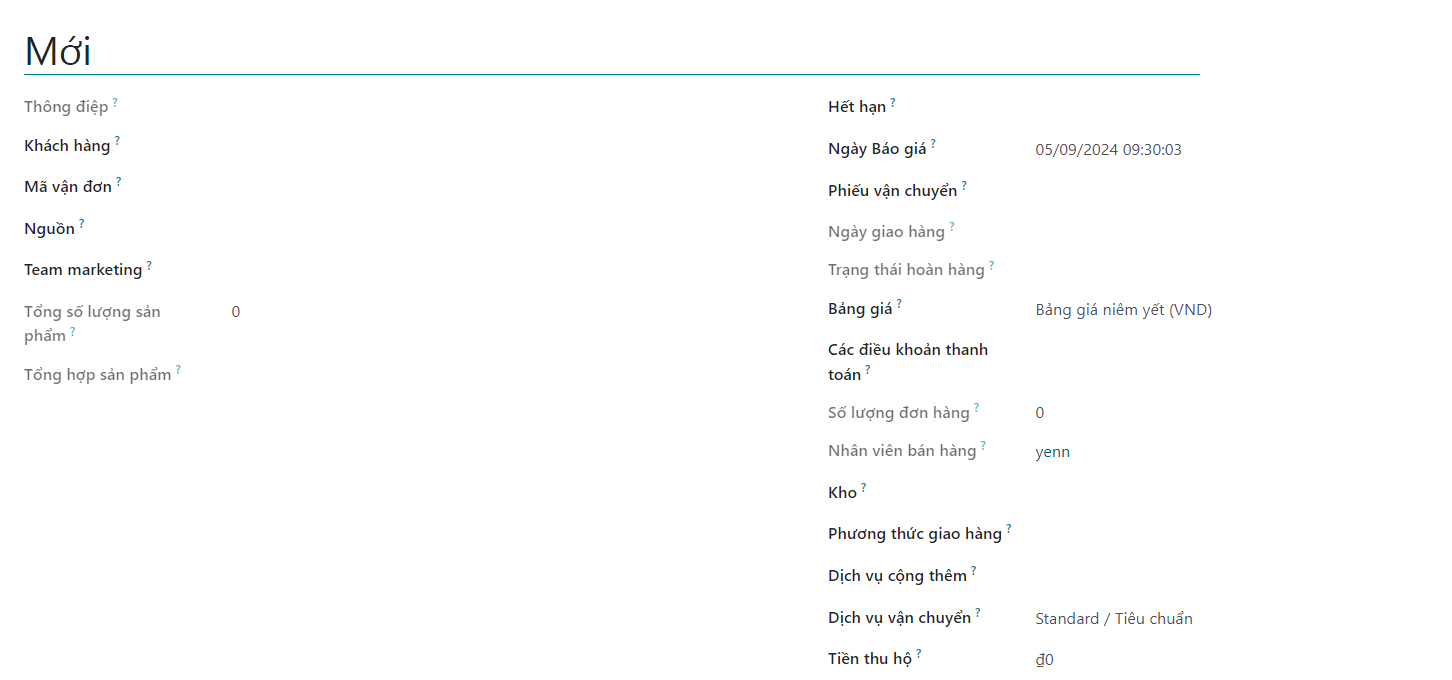 Mới
Thông điệp ?
Khách hàng ?
Mã vận đơn ?
Nguồn ?
Team marketing ?
Tổng số lượng sản
phẩm ?
0
Tổng hợp sản phẩm ?
Hết hạn ?
Ngày Báo giá ? 05/09/2024 09:30:03
Phiếu vận chuyển ?
Ngày giao hàng ?
Trạng thái hoàn hàng ?
Bảng giá ? Bảng giá niêm yết (VND)
Các điều khoản thanh
toán ?
Số lượng đơn hàng ? 0
Nhân viên bán hàng ? yenn
Kho ?
Phương thức giao hàng ?
Dịch vụ cộng thêm ?
Dịch vụ vận chuyển ? Standard / Tiêu chuẩn
Tiền thu hộ ? ₫0